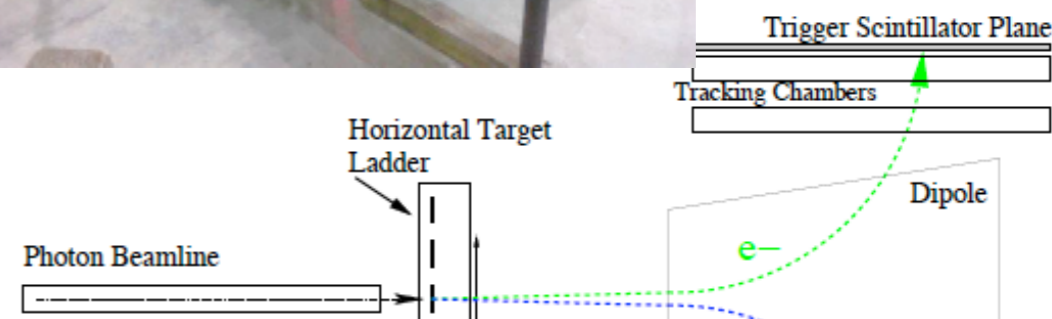 Trigger Scintillator Plane
Tracking Chambers
Horizontal Target
Ladder
Dipole
e−
Photon Beamline